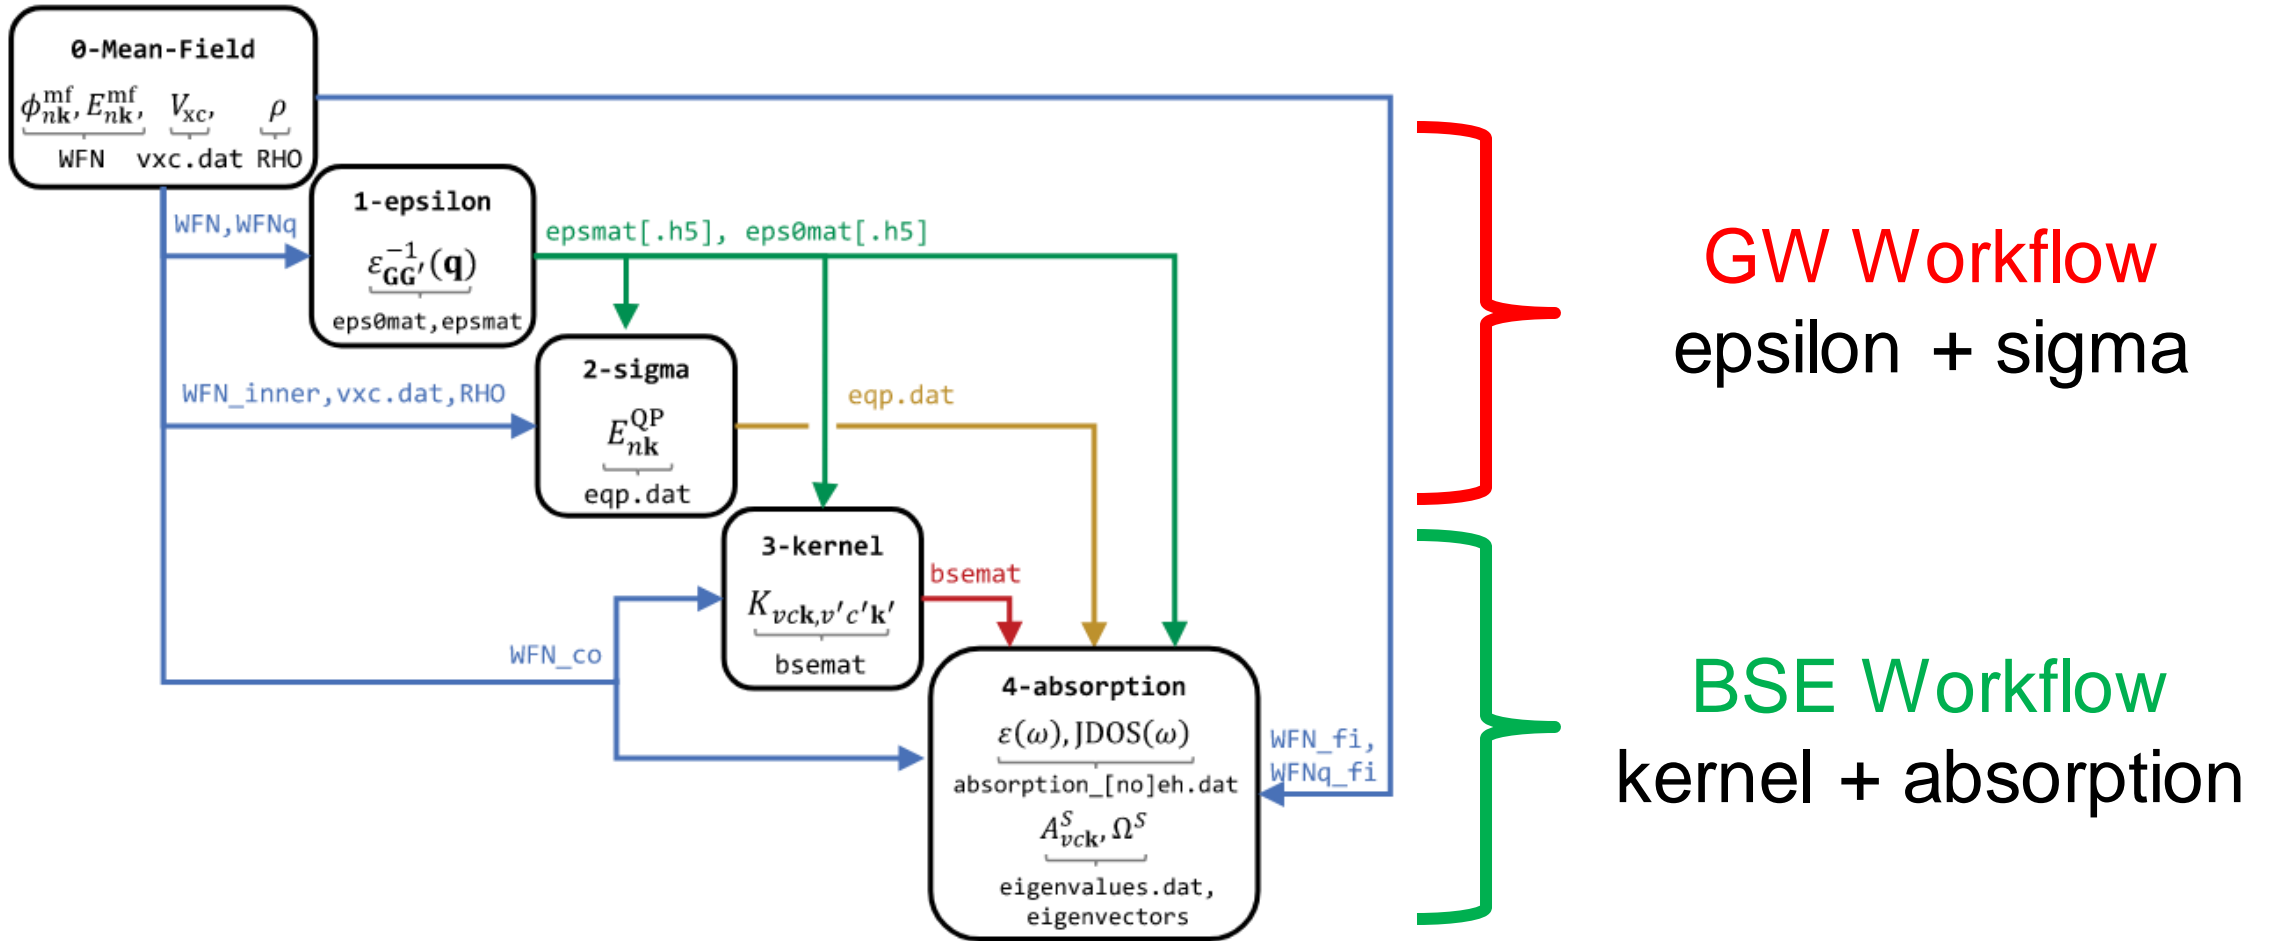 0-Mean-Field
ϕ^mf_nk, E^mf_nk, V_xc, ρ
WFN vxc.dat RHO
1-epsilon
WFN,WFNq
epsmat[.h5], eps0mat[.h5]
ε^−1_GG′(q)
eps0mat,epsmat
2-sigma
WFN_inner,vxc.dat,RHO
eqp.dat
E^QP_nk
eqp.dat
3-kernel
bsemat
K_vck,v′c′k′
WFN_co
bsemat
4-absorption
ε(ω),JDOS(ω)
WFN_fi,
WFNq_fi
absorption_[no]eh.dat
A^S_vck, Ω^S
eigenvalues.dat,
eigenvectors
GW Workflow
epsilon + sigma
BSE Workflow
kernel + absorption